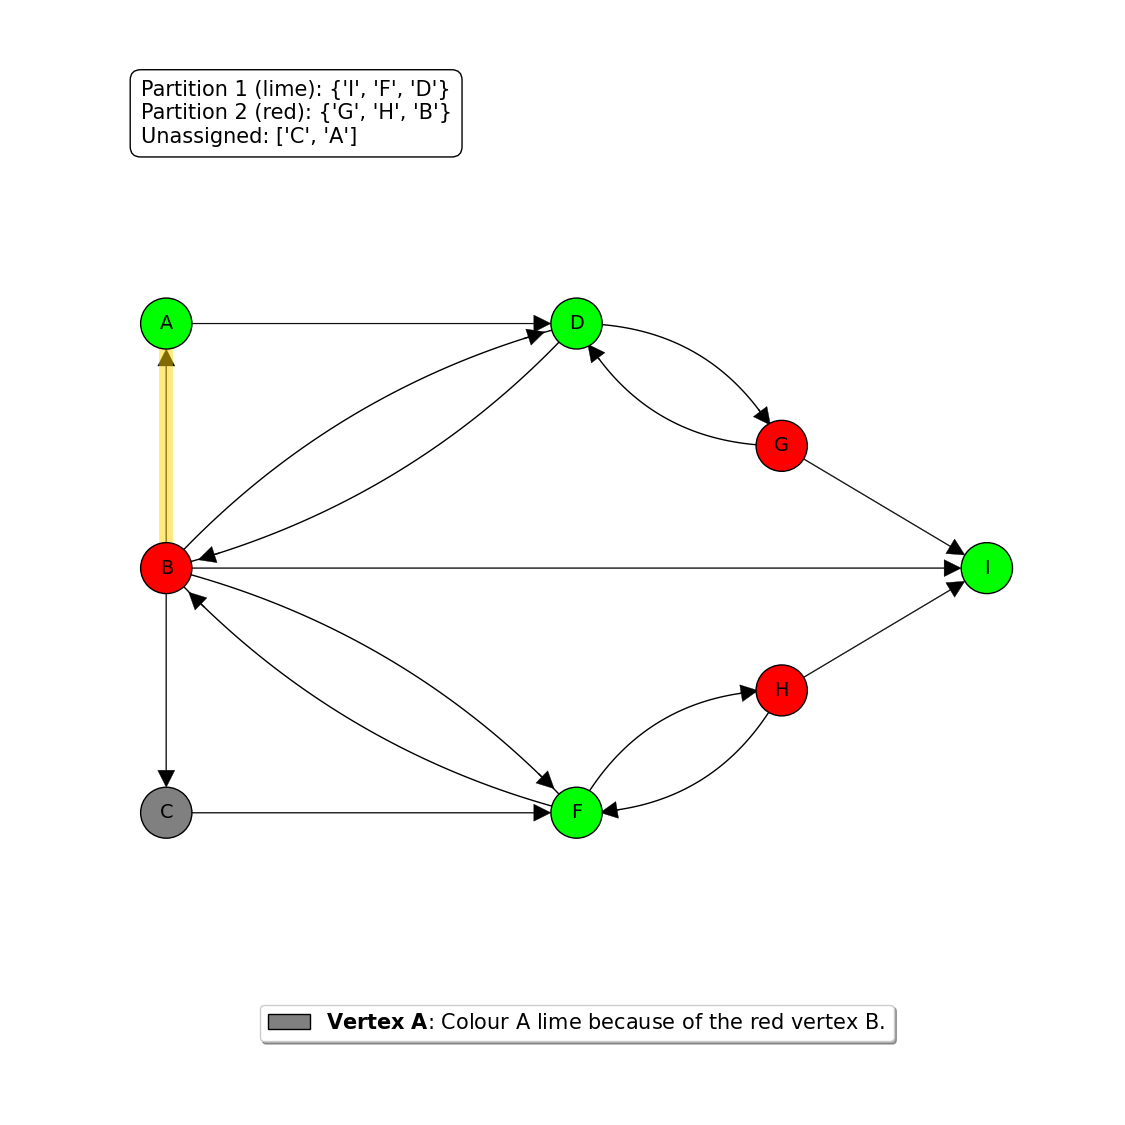 Partition 1 (lime): {'I', 'F', 'D'}
Partition 2 (red): {'G', 'H', 'B'}
Unassigned: ['C', 'A']
A
D
G
B
I
H
C
F
Vertex A: Colour A lime because of the red vertex B.